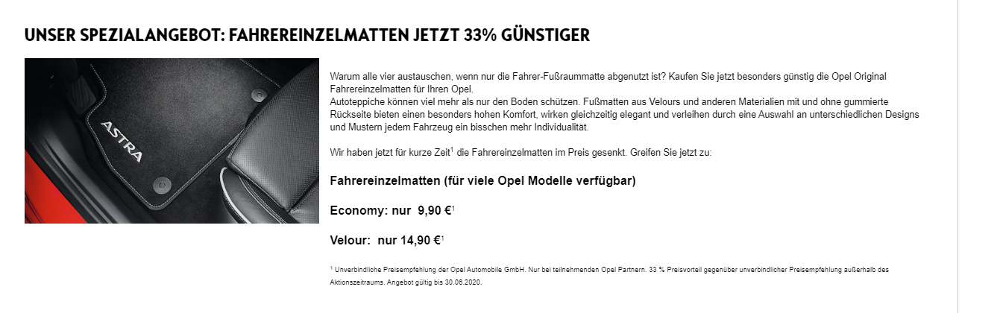 UNSER SPEZIALANGEBOT: FAHREREINZELMATTEN JETZT 33% GÜNSTIGER
ASTRA
Warum alle vier austauschen, wenn nur die Fahrer-Fußraummatte abgenutzt ist? Kaufen Sie jetzt besonders günstig die Opel Original
Fahrereinzelmatten für Ihren Opel.
Autoteppiche können viel mehr als nur den Boden schützen. Fußmatten aus Velours und anderen Materialien mit und ohne gummierte
Rückseite bieten einen besonders hohen Komfort, wirken gleichzeitig elegant und verleihen durch eine Auswahl an unterschiedlichen Designs
und Mustern jedem Fahrzeug ein bisschen mehr Individualität.
Wir haben jetzt für kurze Zeit¹ die Fahrereinzelmatten im Preis gesenkt. Greifen Sie jetzt zu:
Fahrereinzelmatten (für viele Opel Modelle verfügbar)
Economy: nur 9,90 €¹
Velour: nur 14,90 €¹
¹ Unverbindliche Preisempfehlung der Opel Automobile GmbH. Nur bei teilnehmenden Opel Partnern. 33 % Preisvorteil gegenüber unverbindlicher Preisempfehlung außerhalb des
Aktionszeitraums. Angebot gültig bis 30.06.2020.